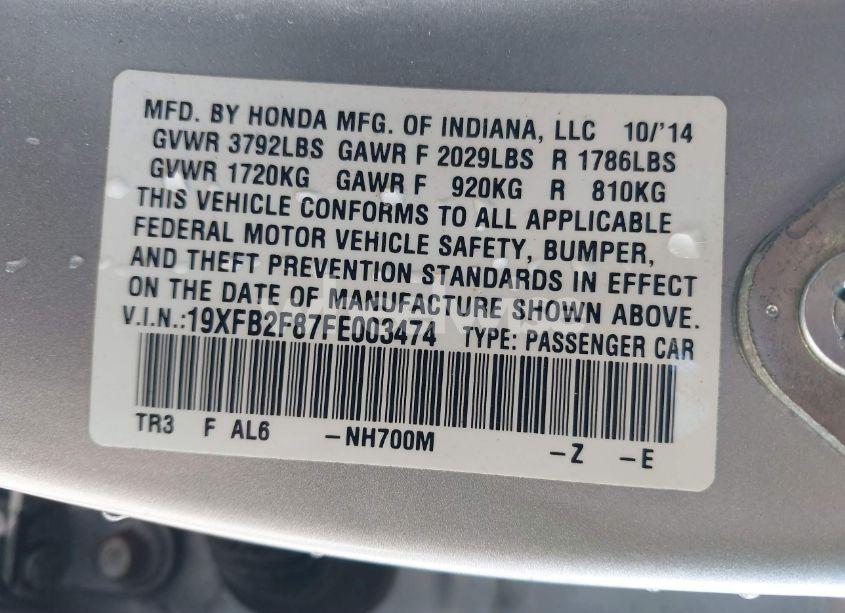 MFD. BY HONDA MFG. OF INDIANA, LLC 10/'14
GVWR 3792LBS GAWR F 2029LBS R 1786LBS
GVWR 1720KG GAWR F 920KG R 810KG
THIS VEHICLE CONFORMS TO ALL APPLICABLE
FEDERAL MOTOR VEHICLE SAFETY, BUMPER,
AND THEFT PREVENTION STANDARDS IN EFFECT
ON THE DATE OF MANUFACTURE SHOWN ABOVE.
V.I.N.:19XFB2F87FE003474 TYPE: PASSENGER CAR
TR3 F AL6 -NH700M -Z -E